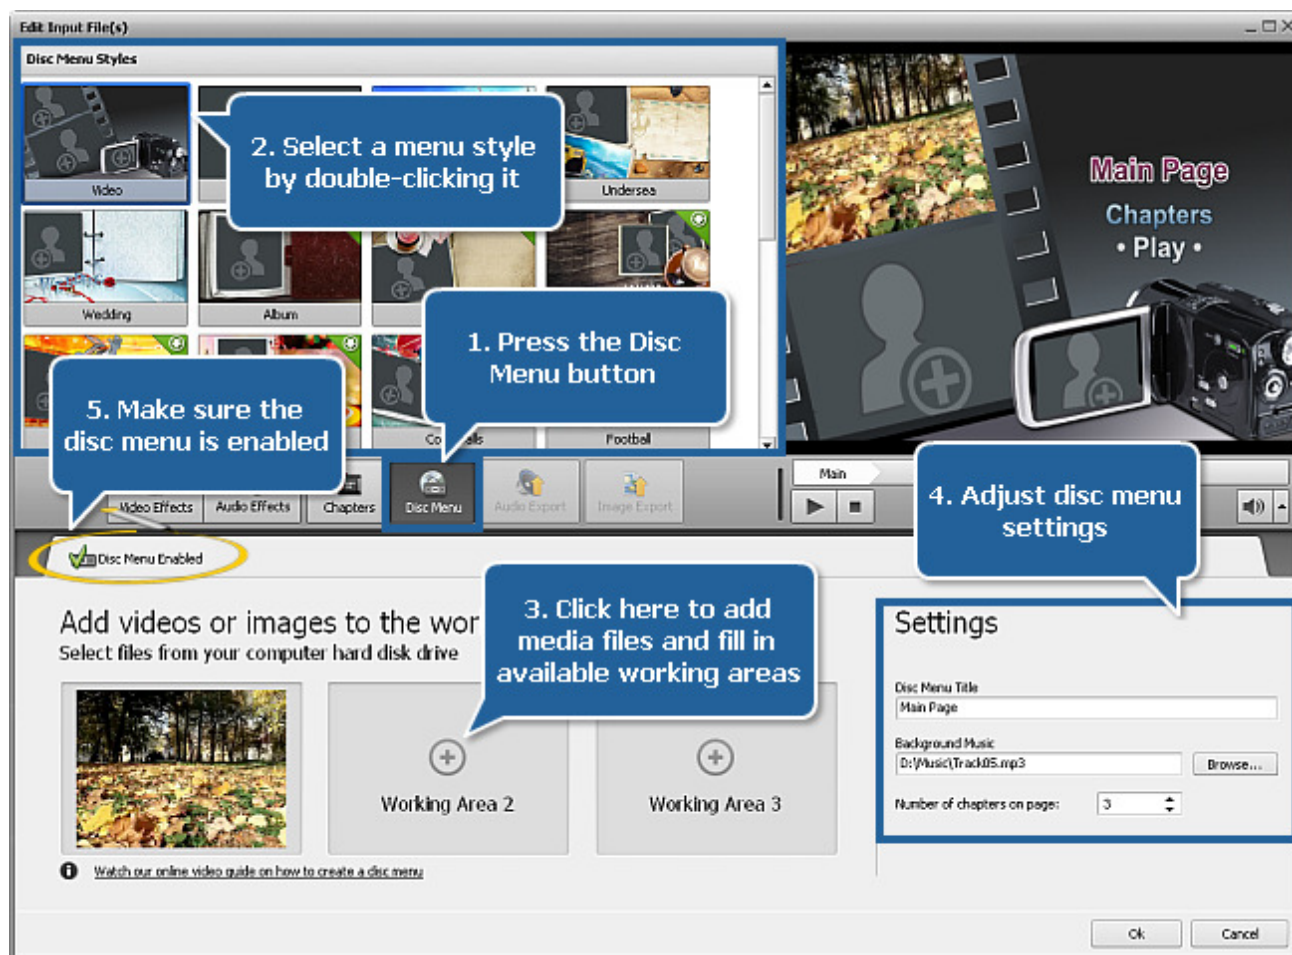 Edit Input File(s)
Disc Menu Styles
2. Select a menu style
by double-clicking it
Video
Undersea
Wedding
Album
1. Press the Disc
Menu button
5. Make sure the
disc menu is enabled
Football
Main Page
Chapters
• Play •
Video Effects
Audio Effects
Chapters
Disc Menu
Audio Export
Image Export
Main
4. Adjust disc menu
settings
Disc Menu Enabled
Add videos or images to the wor
Select files from your computer hard disk drive
3. Click here to add
media files and fill in
available working areas
Working Area 2
Working Area 3
Watch our online video guide on how to create a disc menu
Settings
Disc Menu Title
Main Page
Background Music
D:\Music\Track05.mp3
Browse...
Number of chapters on page:
3
Ok
Cancel